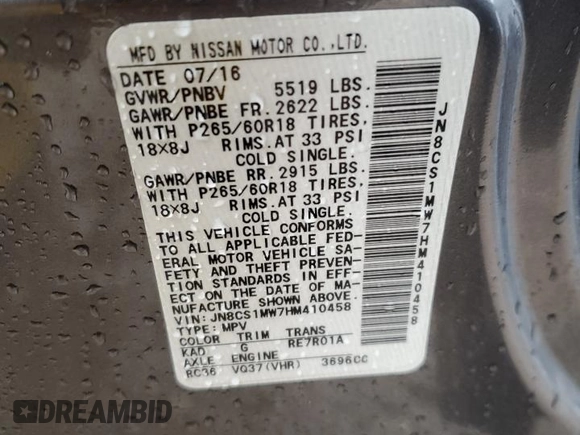 MFD BY NISSAN MOTOR CO.,LTD.
DATE 07/16
GVWR/PNBV 5519 LBS.
GAWR/PNBE FR. 2622 LBS.
WITH P265/60R18 TIRES,
18X8J RIMS.AT 33 PSI
COLD SINGLE.
GAWR/PNBE RR. 2915 LBS.
WITH P265/60R18 TIRES,
18X8J RIMS.AT 33 PSI
COLD SINGLE.
THIS VEHICLE CONFORMS
TO ALL APPLICABLE FED-
ERAL MOTOR VEHICLE SA-
FETY AND THEFT PREVEN-
TION STANDARDS IN EFF-
ECT ON THE DATE OF MA-
NUFACTURE SHOWN ABOVE.
VIN: JN8CS1MW7HM410458
TYPE: MPV
COLOR TRIM TRANS
KAD G RE7R01A
AXLE ENGINE
RC36 VQ37(VHR) 3696CC
JN8CS1MW7HM410458
DREAMBID